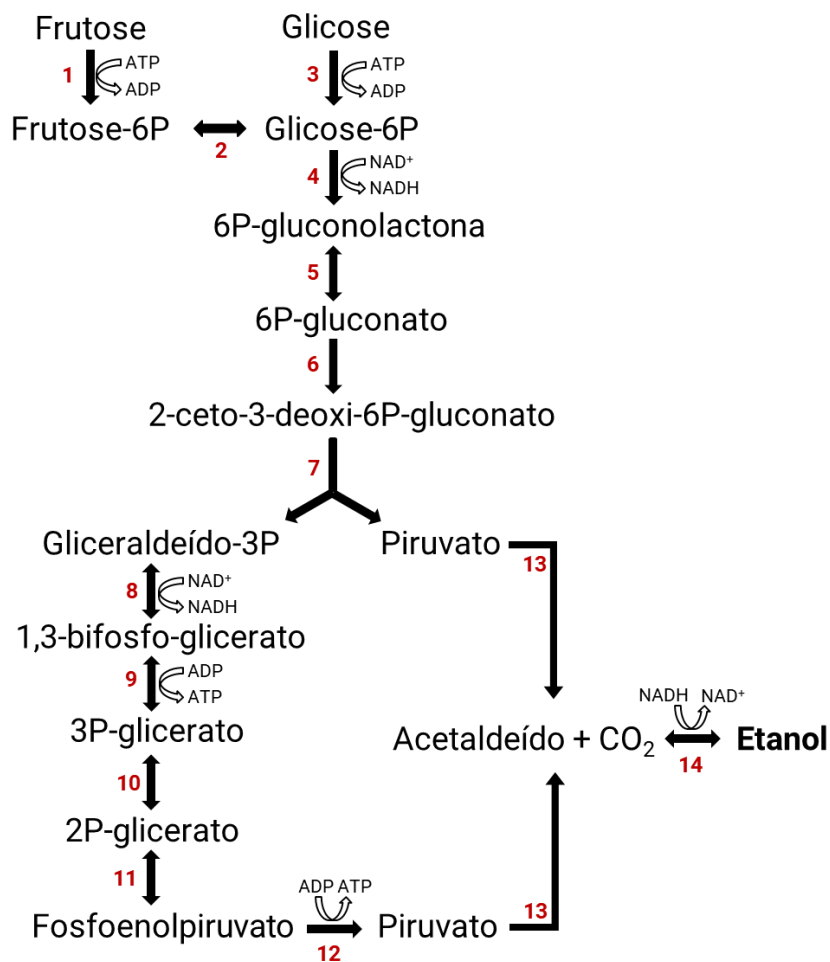 Frutose
Glicose
1
ATP
ADP
3
ATP
ADP
Frutose-6P
2
Glicose-6P
4
NAD⁺
NADH
6P-gluconolactona
5
6P-gluconato
6
2-ceto-3-deoxi-6P-gluconato
7
Gliceraldeído-3P
Piruvato
13
8
NAD⁺
NADH
1,3-bifosfo-glicerato
9
ADP
ATP
3P-glicerato
Acetaldeído + CO₂
NADH
NAD⁺
14
Etanol
10
2P-glicerato
11
Fosfoenolpiruvato
ADP ATP
12
Piruvato
13